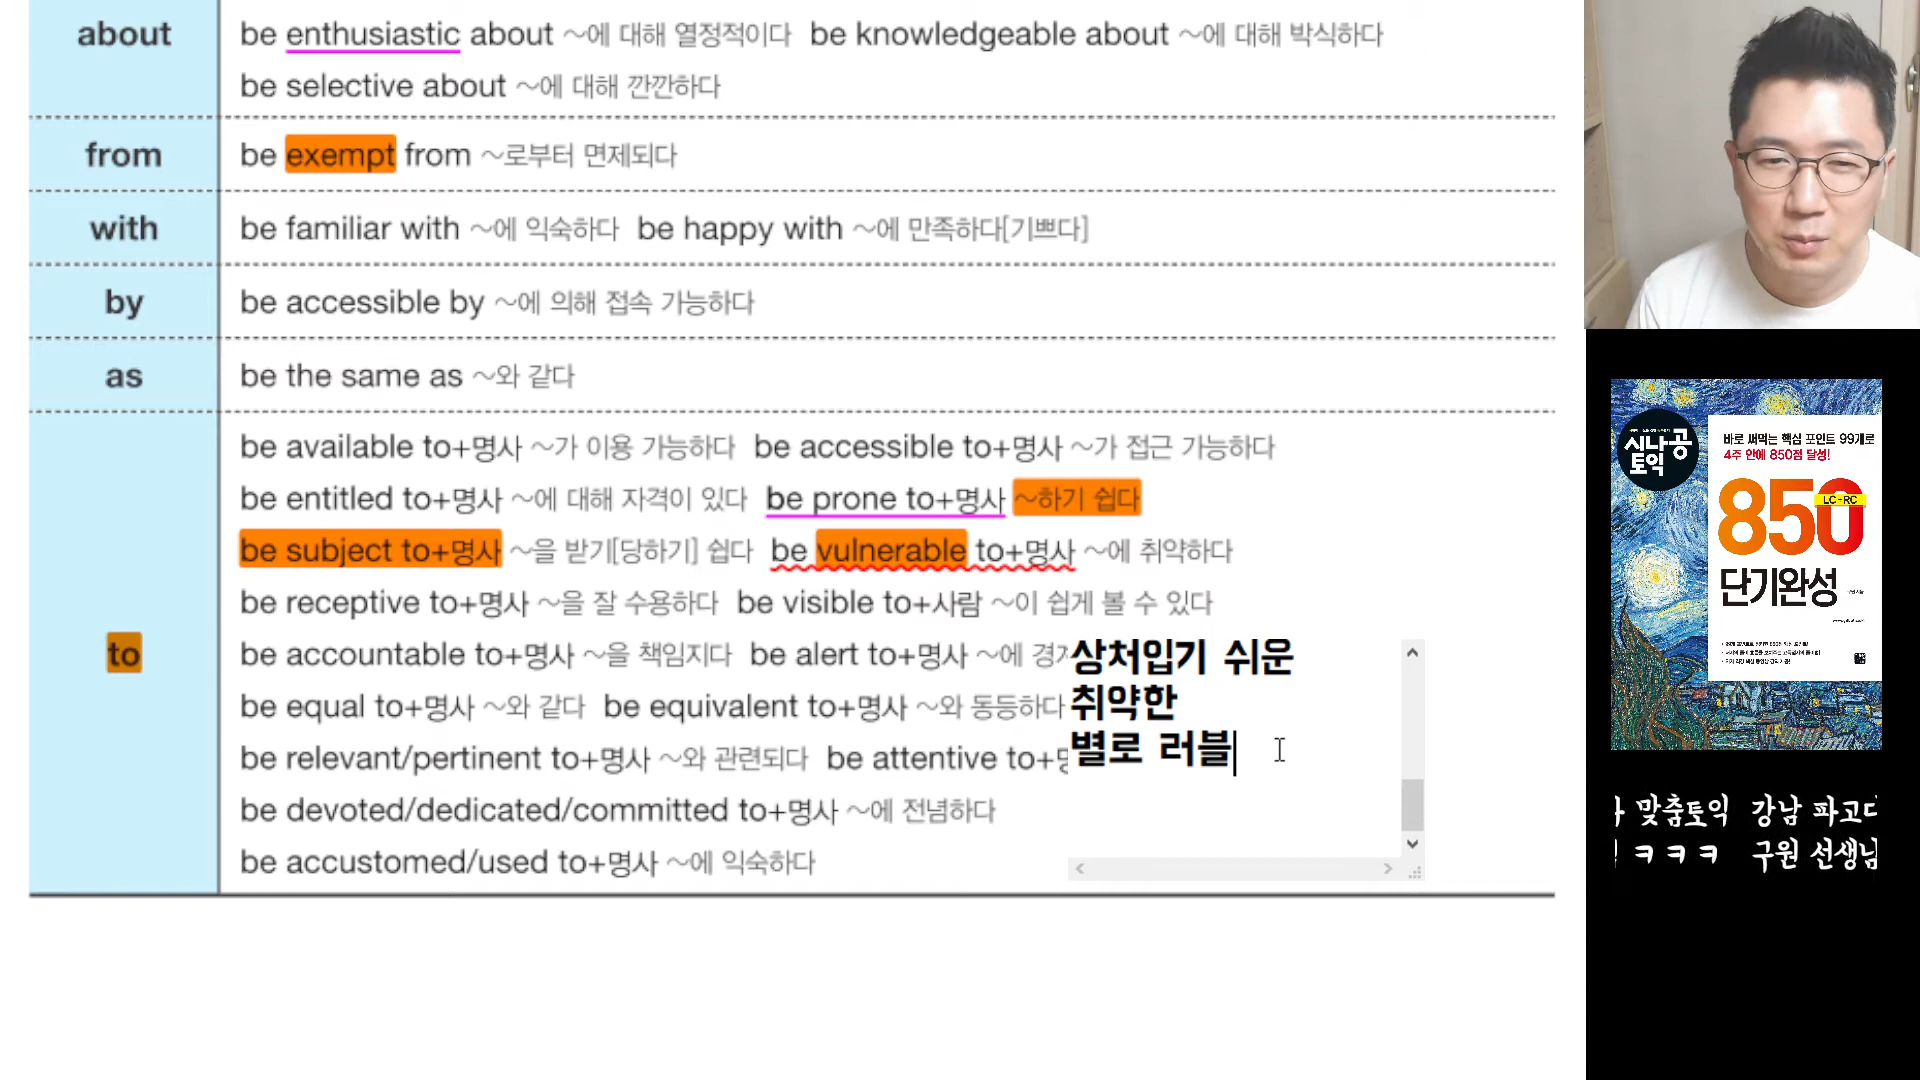 about
be enthusiastic about ~에 대해 열정적이다 be knowledgeable about ~에 대해 박식하다
be selective about ~에 대해 깐깐하다
from
be exempt from ~로부터 면제되다
with
be familiar with ~에 익숙하다 be happy with ~에 만족하다[기쁘다]
by
be accessible by ~에 의해 접속 가능하다
as
be the same as ~와 같다
to
be available to+명사 ~가 이용 가능하다 be accessible to+명사 ~가 접근 가능하다
be entitled to+명사 ~에 대해 자격이 있다 be prone to+명사 ~하기 쉽다
be subject to+명사 ~을 받기[당하기] 쉽다 be vulnerable to+명사 ~에 취약하다
be receptive to+명사 ~을 잘 수용하다 be visible to+사람 ~이 쉽게 볼 수 있다
be accountable to+명사 ~을 책임지다 be alert to+명사 ~에
be equal to+명사 ~와 같다 be equivalent to+명사 ~와 동등하다
be relevant/pertinent to+명사 ~와 관련되다 be attentive to+
be devoted/dedicated/committed to+명사 ~에 전념하다
be accustomed/used to+명사 ~에 익숙하다
상처입기 쉬운
취약한
별로 러블
시나공
토익
바로 써먹는 핵심 포인트 99개로
4주 안에 850점 달성!
850
LC+RC
단기완성
맞춤토익 강남 파고다
ㅋㅋㅋ 구원 선생님